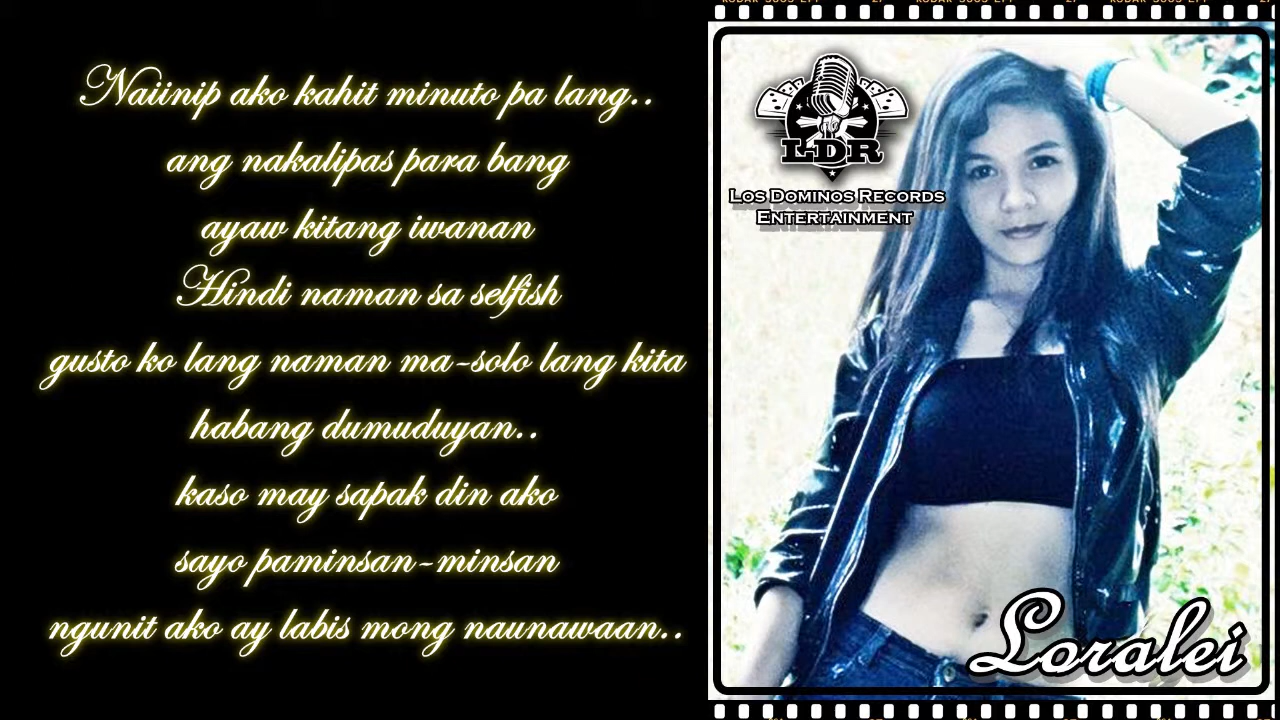 Naiinip ako kahit minuto pa lang..
ang nakalipas para bang
ayaw kitang iwanan
Hindi naman sa selfish
gusto ko lang naman ma-solo lang kita
habang dumuduyan..
kaso may sapak din ako
sayo paminsan-minsan
ngunit ako ay labis mong naunawaan..
LDR
Los Dominos Records
Entertainment
Loralei